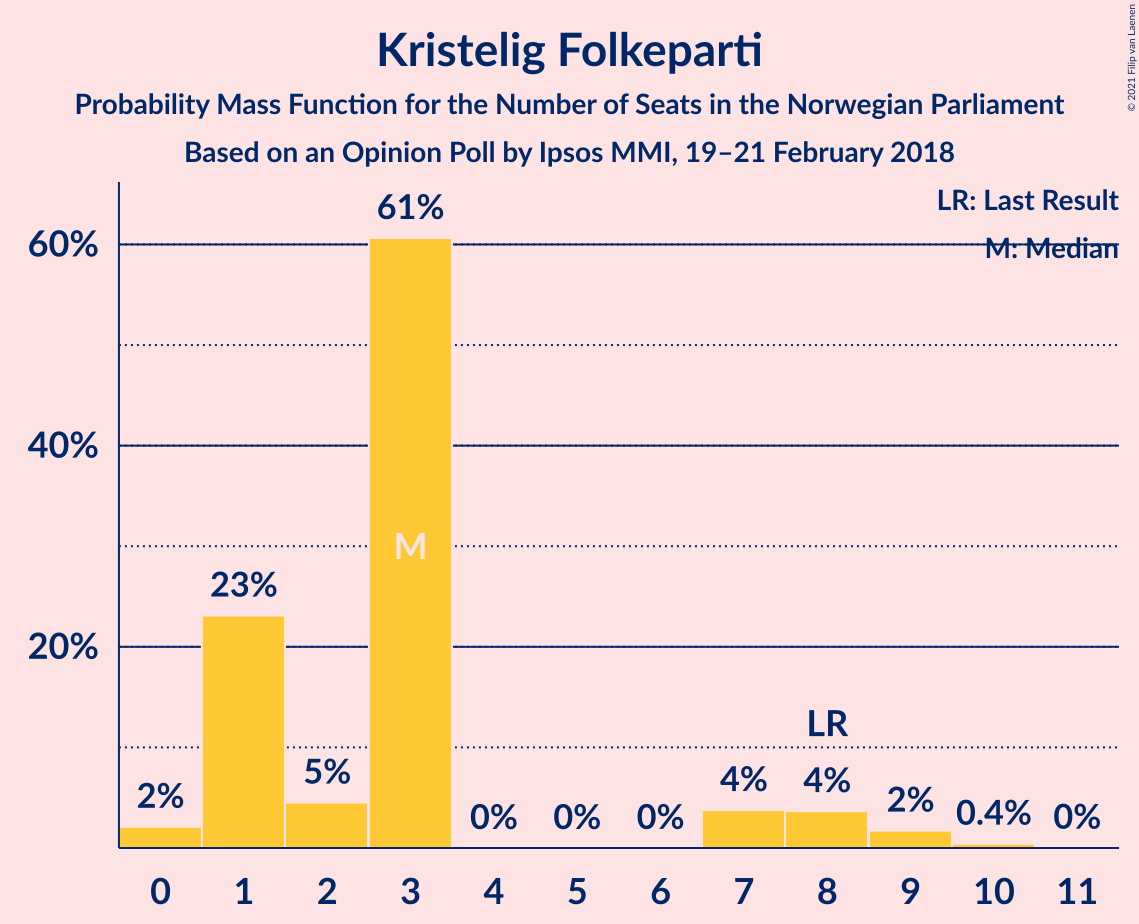 Kristelig Folkeparti
Probability Mass Function for the Number of Seats in the Norwegian Parliament
Based on an Opinion Poll by Ipsos MMI, 19–21 February 2018
© 2021 Filip van Laenen
LR: Last Result
M: Median
60%
40%
20%
2%
23%
5%
61%
M
0%
0%
0%
4%
LR
4%
2%
0.4%
0%
0 1 2 3 4 5 6 7 8 9 10 11